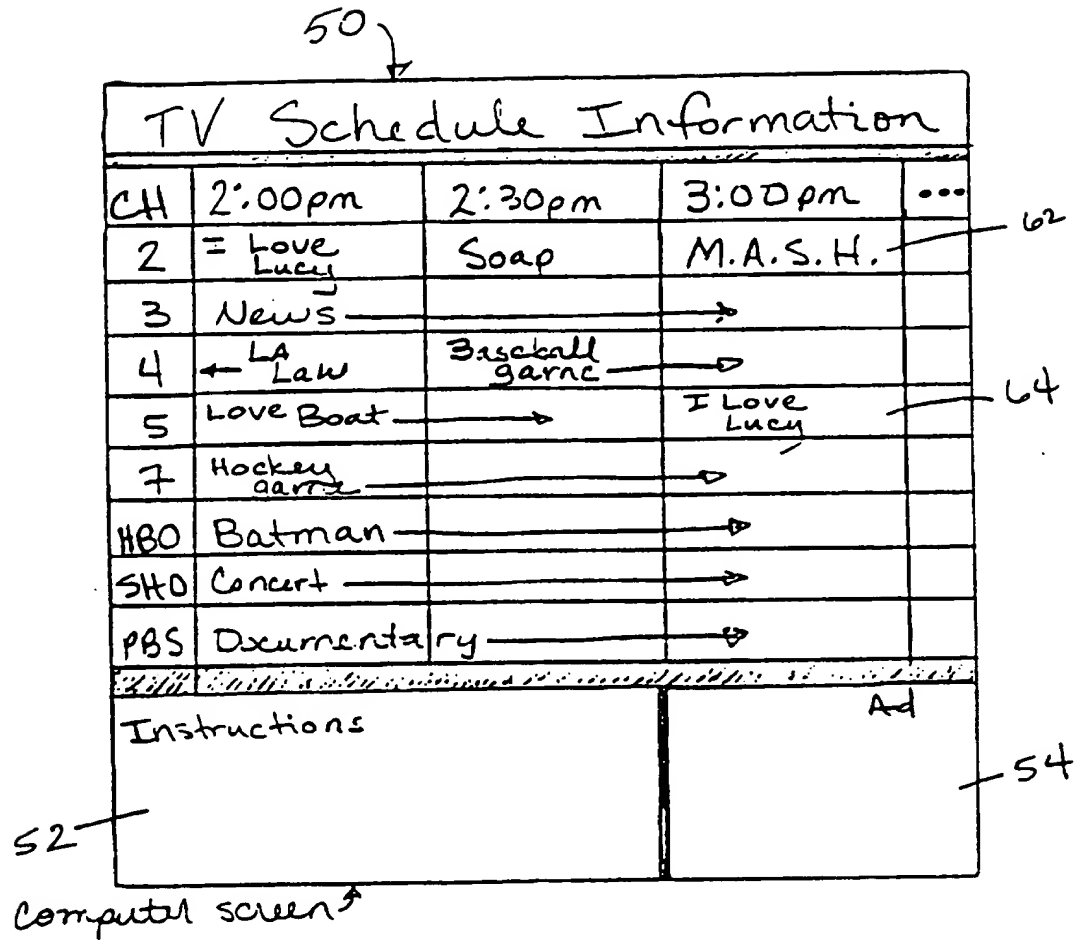 50
TV Schedule Information
CH 2:00pm 2:30pm 3:00pm •••
62
2 I Love Lucy Soap M.A.S.H.
3 News
4 LA Law Baseball game
64
5 Love Boat I Love Lucy
7 Hockey game
HBO Batman
SHO Concert
PBS Documentary
Instructions Ad
54
52
Computer screen